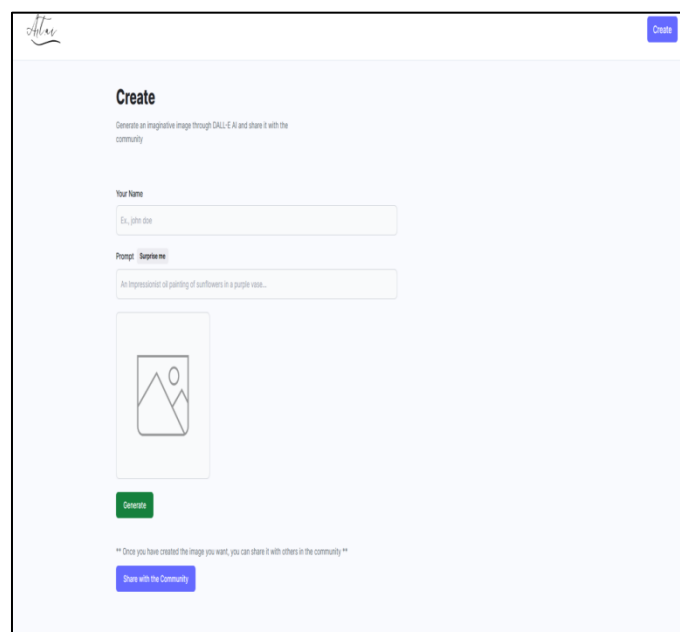 Create
Create
Generate an imaginative image through DALL-E AI and share it with the
community
Your Name
Ex., john doe
Prompt Surprise me
An Impressionist oil painting of sunflowers in a purple vase...
Generate
** Once you have created the image you want, you can share it with others in the community **
Share with the Community